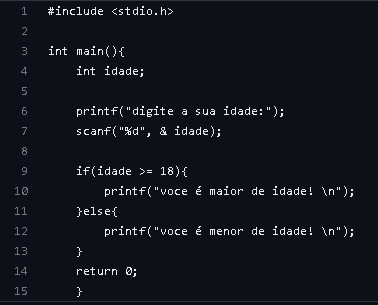 1 #include <stdio.h>
2
3 int main(){
4     int idade;
5
6     printf("digite a sua idade:");
7     scanf("%d", & idade);
8
9     if(idade >= 18){
10         printf("voce é maior de idade! \n");
11     }else{
12         printf("voce é menor de idade! \n");
13     }
14     return 0;
15     }